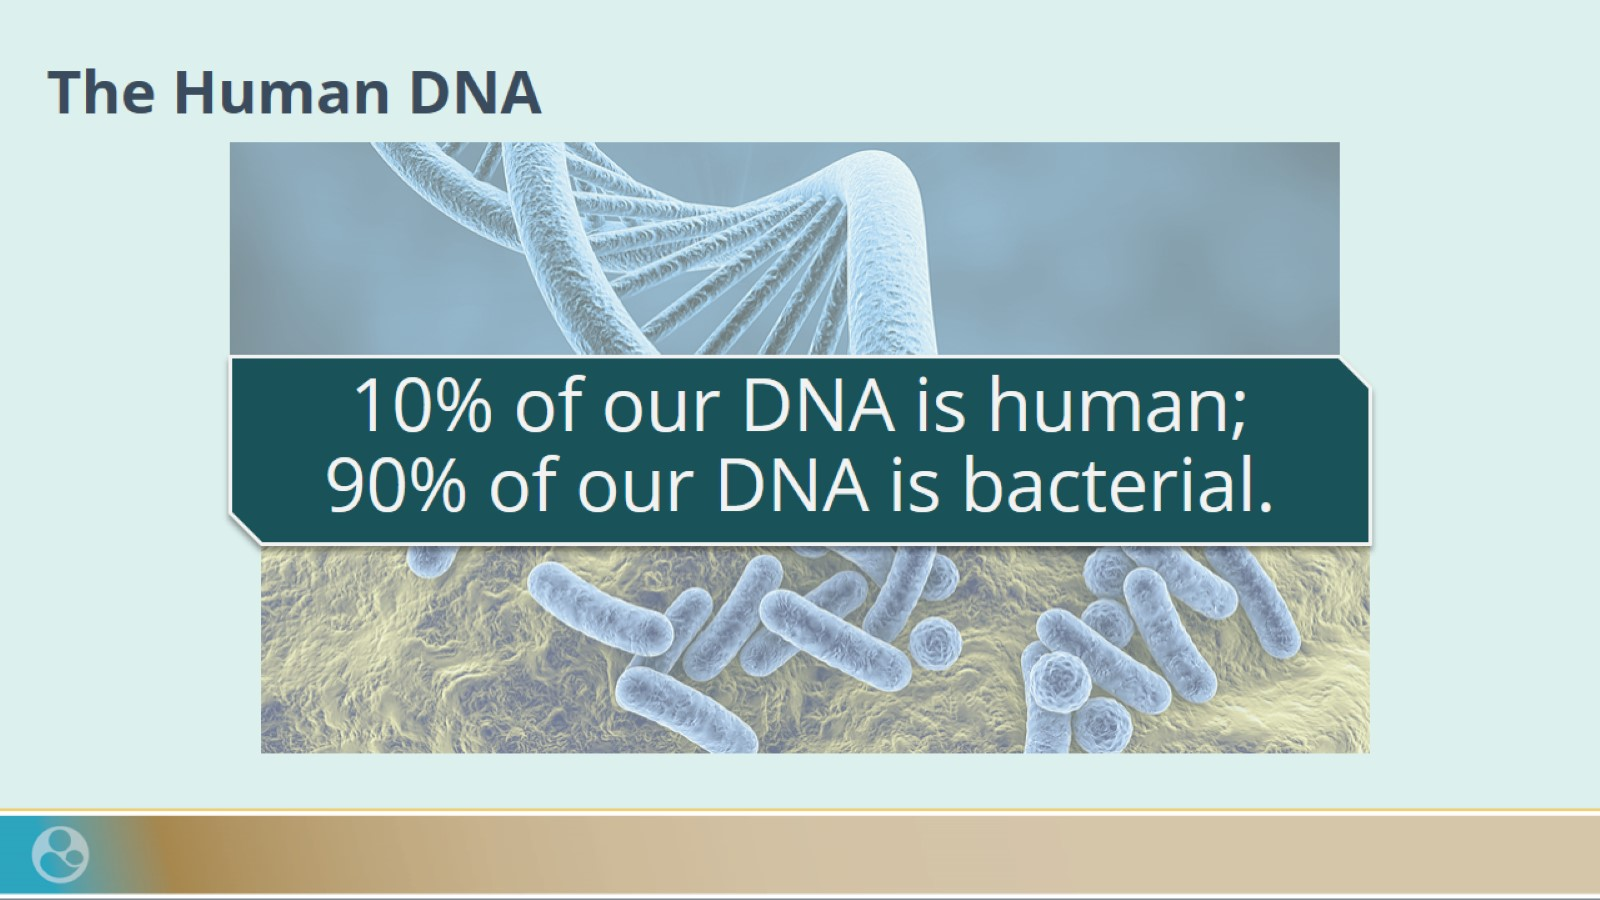 The Human DNA
10% of our DNA is human;
90% of our DNA is bacterial.